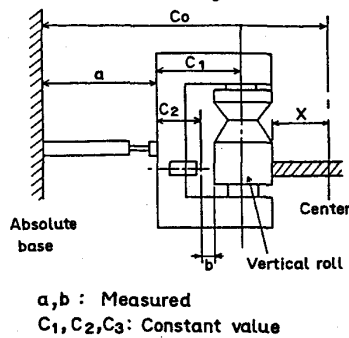 Co
a
C1
C2
X
b
Absolute
base
Center
Vertical roll
a,b : Measured
C1,C2,C3: Constant value